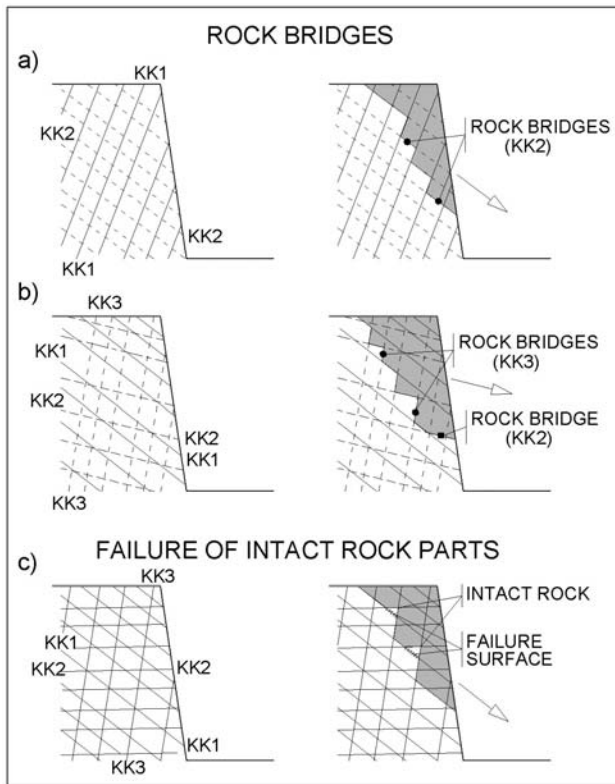 ROCK BRIDGES
a)
KK1
KK2
KK2
KK1
ROCK BRIDGES
(KK2)
b)
KK3
KK1
KK2
KK2
KK1
KK3
ROCK BRIDGES
(KK3)
ROCK BRIDGE
(KK2)
FAILURE OF INTACT ROCK PARTS
c)
KK3
KK1
KK2
KK2
KK1
KK3
INTACT ROCK
FAILURE
SURFACE